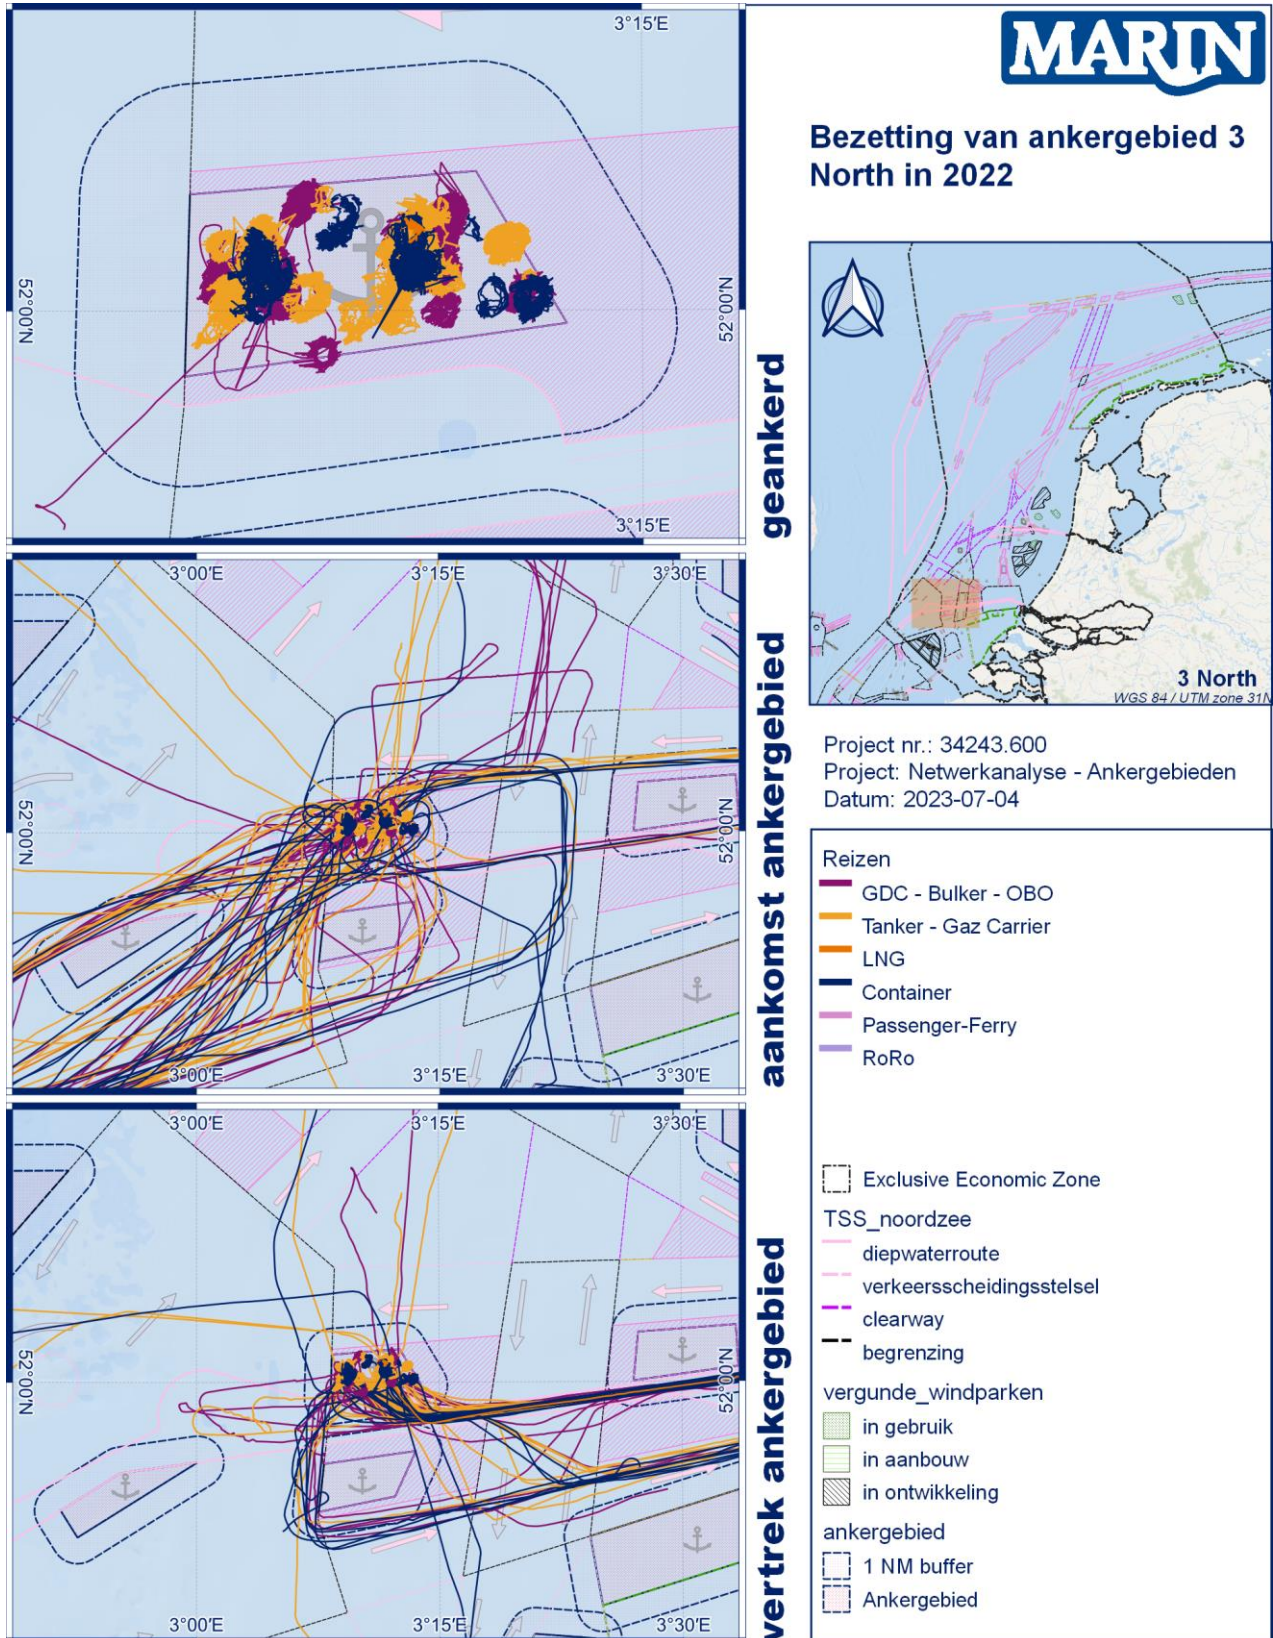 3°15′E
52°00′N
52°00′N
3°15′E
geankerd
3°00′E
3°15′E
3°30′E
52°00′N
52°00′N
3°00′E
3°15′E
3°30′E
aankomst ankergebied
3°00′E
3°15′E
3°30′E
52°00′N
52°00′N
3°00′E
3°15′E
3°30′E
vertrek ankergebied
MARIN
Bezetting van ankergebied 3
North in 2022
3 North
WGS 84 / UTM zone 31N
Project nr.: 34243.600
Project: Netwerkanalyse - Ankergebieden
Datum: 2023-07-04
Reizen
GDC - Bulker - OBO
Tanker - Gaz Carrier
LNG
Container
Passenger-Ferry
RoRo
Exclusive Economic Zone
TSS_noordzee
diepwaterroute
verkeersscheidingsstelsel
clearway
begrenzing
vergunde_windparken
in gebruik
in aanbouw
in ontwikkeling
ankergebied
1 NM buffer
Ankergebied